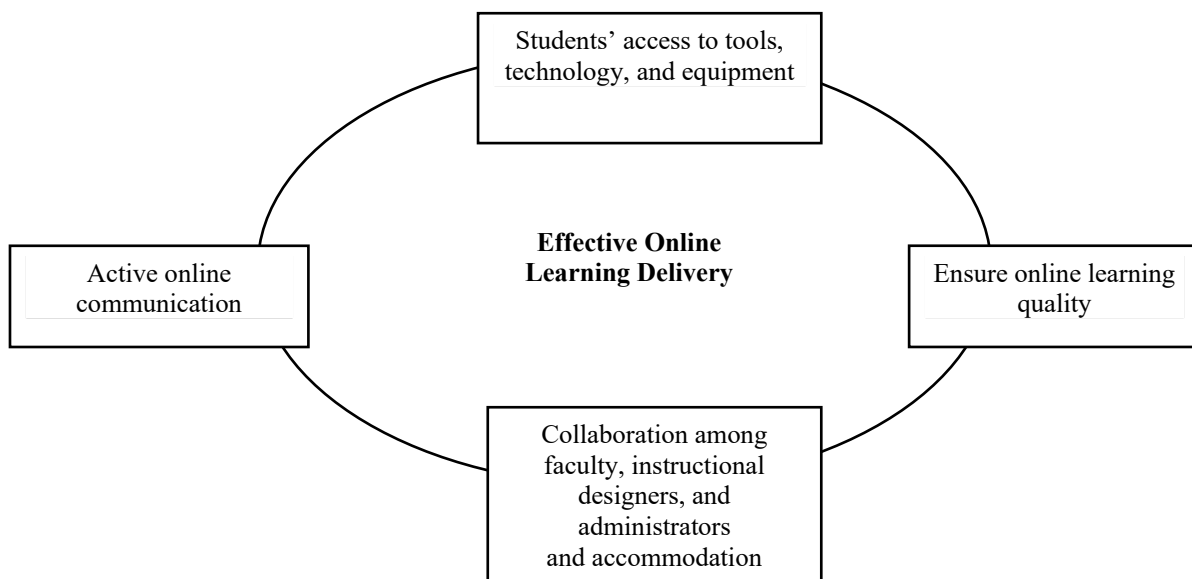 Students’ access to tools,
technology, and equipment
Effective Online
Learning Delivery
Active online
communication
Ensure online learning
quality
Collaboration among
faculty, instructional
designers, and
administrators
and accommodation